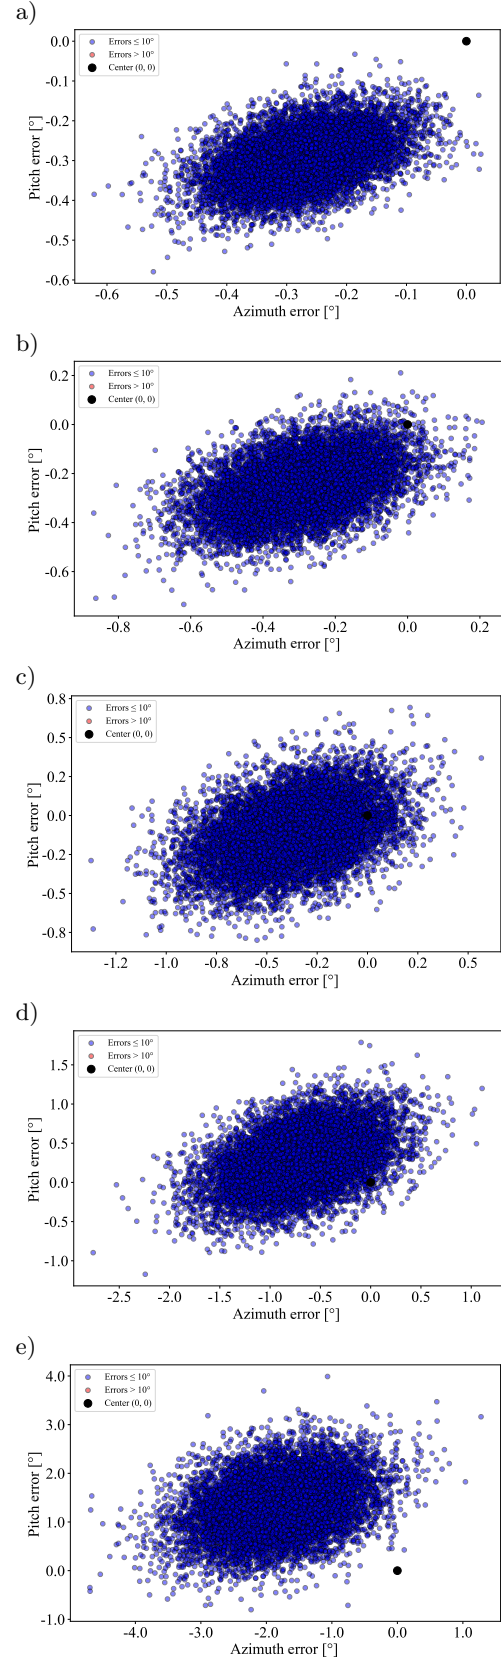 a)
Errors ≤ 10°
Errors > 10°
Center (0, 0)
0.0
-0.1
-0.2
-0.3
-0.4
-0.5
-0.6
Pitch error [°]
-0.6 -0.5 -0.4 -0.3 -0.2 -0.1 0.0
Azimuth error [°]
b)
Errors ≤ 10°
Errors > 10°
Center (0, 0)
0.2
0.0
-0.2
-0.4
-0.6
Pitch error [°]
-0.8 -0.6 -0.4 -0.2 0.0 0.2
Azimuth error [°]
c)
Errors ≤ 10°
Errors > 10°
Center (0, 0)
0.8
0.5
0.2
0.0
-0.2
-0.5
-0.8
Pitch error [°]
-1.2 -1.0 -0.8 -0.5 -0.2 0.0 0.2 0.5
Azimuth error [°]
d)
Errors ≤ 10°
Errors > 10°
Center (0, 0)
1.5
1.0
0.5
0.0
-0.5
-1.0
Pitch error [°]
-2.5 -2.0 -1.5 -1.0 -0.5 0.0 0.5 1.0
Azimuth error [°]
e)
Errors ≤ 10°
Errors > 10°
Center (0, 0)
4.0
3.0
2.0
1.0
0.0
-1.0
Pitch error [°]
-4.0 -3.0 -2.0 -1.0 0.0 1.0
Azimuth error [°]